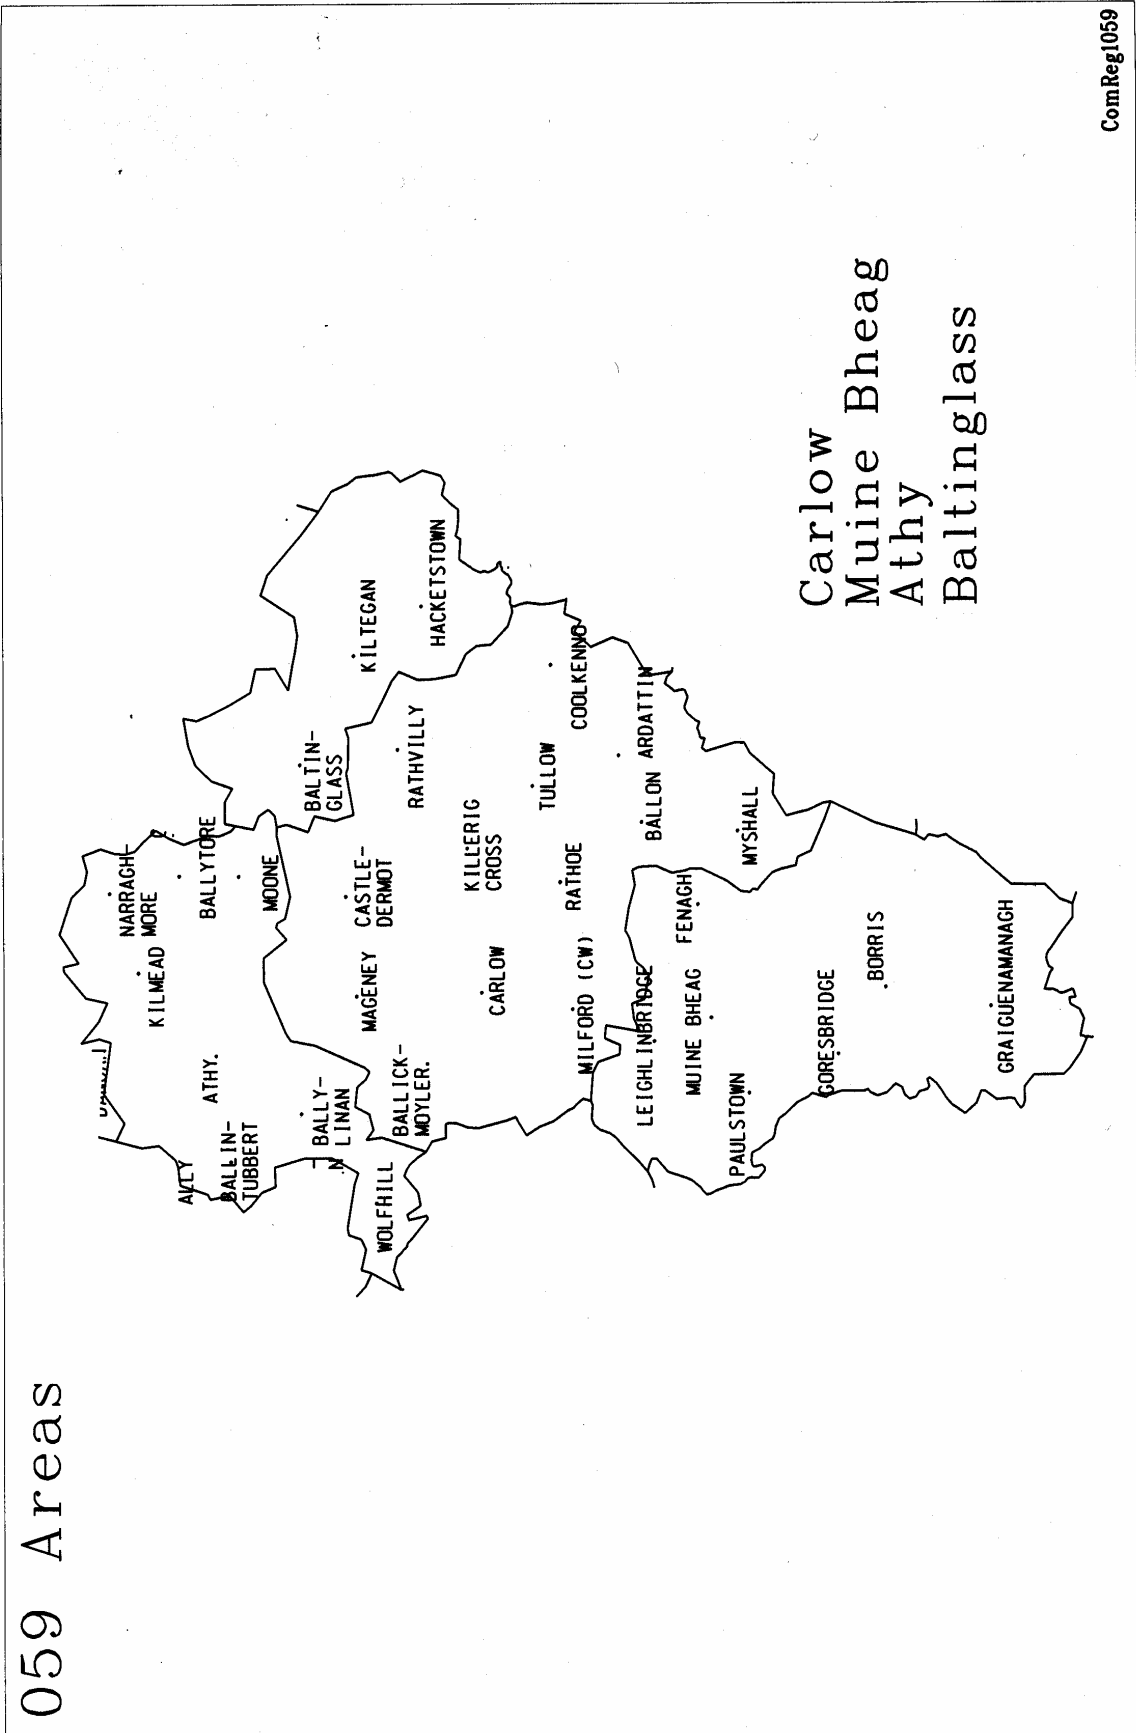 059 Areas
NARRAGH-
MORE
KILMEAD
BALLYTORE
ATHY.
ALLY
BALLIN-
TUBBERT
MOONE
BALTIN-
GLASS
BALLY-
LINAN
N
KILTEGAN
CASTLE-
DERMOT
MAGENEY
WOLFHILL
BALLICK-
MOYLER.
RATHVILLY
HACKETSTOWN
KILLERIG
CROSS
CARLOW
TULLOW
COOLKENNO
RATHOE
MILFORD (CW)
ARDATTIN
BALLON
LEIGHLINBRIDGE
FENAGH
MUINE BHEAG
PAULSTOWN
MYSHALL
GORESBRIDGE
BORRIS
GRAIGUENAMANAGH
Carlow
Muine Bheag
Athy
Baltinglass
ComReg1059